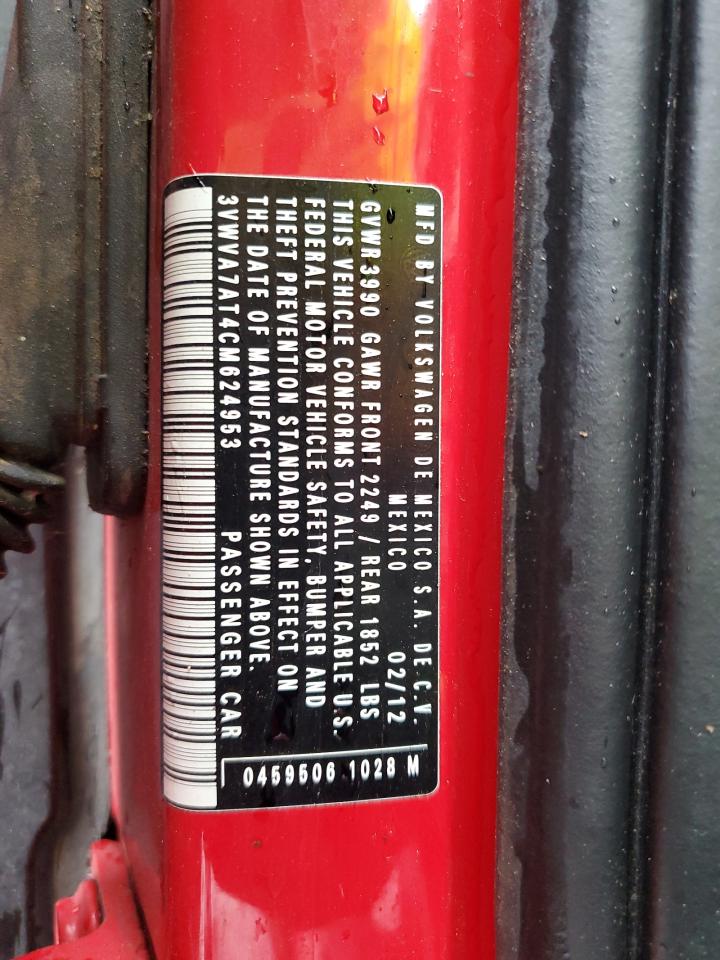 MFD BY VOLKSWAGEN DE MEXICO S.A. DE C.V.
MEXICO 02/12
GVWR3990 GAWR FRONT 2249 / REAR 1852 LBS
THIS VEHICLE CONFORMS TO ALL APPLICABLE U.S.
FEDERAL MOTOR VEHICLE SAFETY, BUMPER AND
THEFT PREVENTION STANDARDS IN EFFECT ON
THE DATE OF MANUFACTURE SHOWN ABOVE.
3VWVA7AT4CM624953 PASSENGER CAR
0459506 1028 M